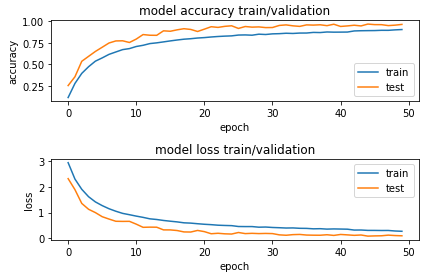 model accuracy train/validation
1.00
0.75
0.50
0.25
accuracy
train
test
0 10 20 30 40 50
epoch
model loss train/validation
3
2
1
0
loss
train
test
0 10 20 30 40 50
epoch